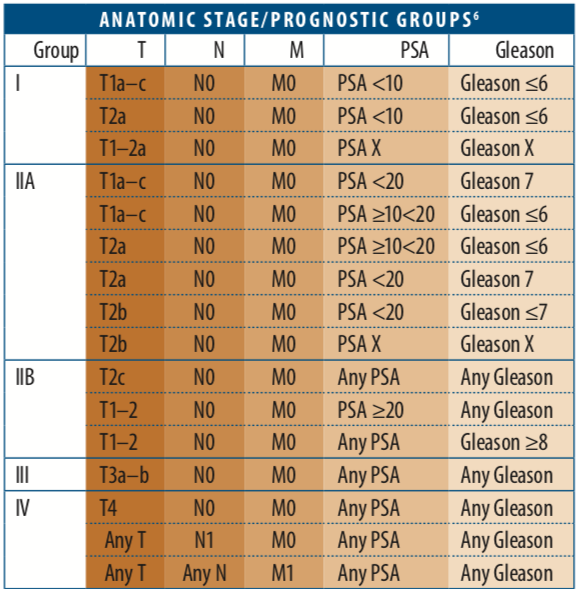 ANATOMIC STAGE/PROGNOSTIC GROUPS⁶
Group T N M PSA Gleason
I T1a–c N0 M0 PSA <10 Gleason ≤6
T2a N0 M0 PSA <10 Gleason ≤6
T1–2a N0 M0 PSA X Gleason X
IIA T1a–c N0 M0 PSA <20 Gleason 7
T1a–c N0 M0 PSA ≥10<20 Gleason ≤6
T2a N0 M0 PSA ≥10<20 Gleason ≤6
T2a N0 M0 PSA <20 Gleason 7
T2b N0 M0 PSA <20 Gleason ≤7
T2b N0 M0 PSA X Gleason X
IIB T2c N0 M0 Any PSA Any Gleason
T1–2 N0 M0 PSA ≥20 Any Gleason
T1–2 N0 M0 Any PSA Gleason ≥8
III T3a–b N0 M0 Any PSA Any Gleason
IV T4 N0 M0 Any PSA Any Gleason
Any T N1 M0 Any PSA Any Gleason
Any T Any N M1 Any PSA Any Gleason